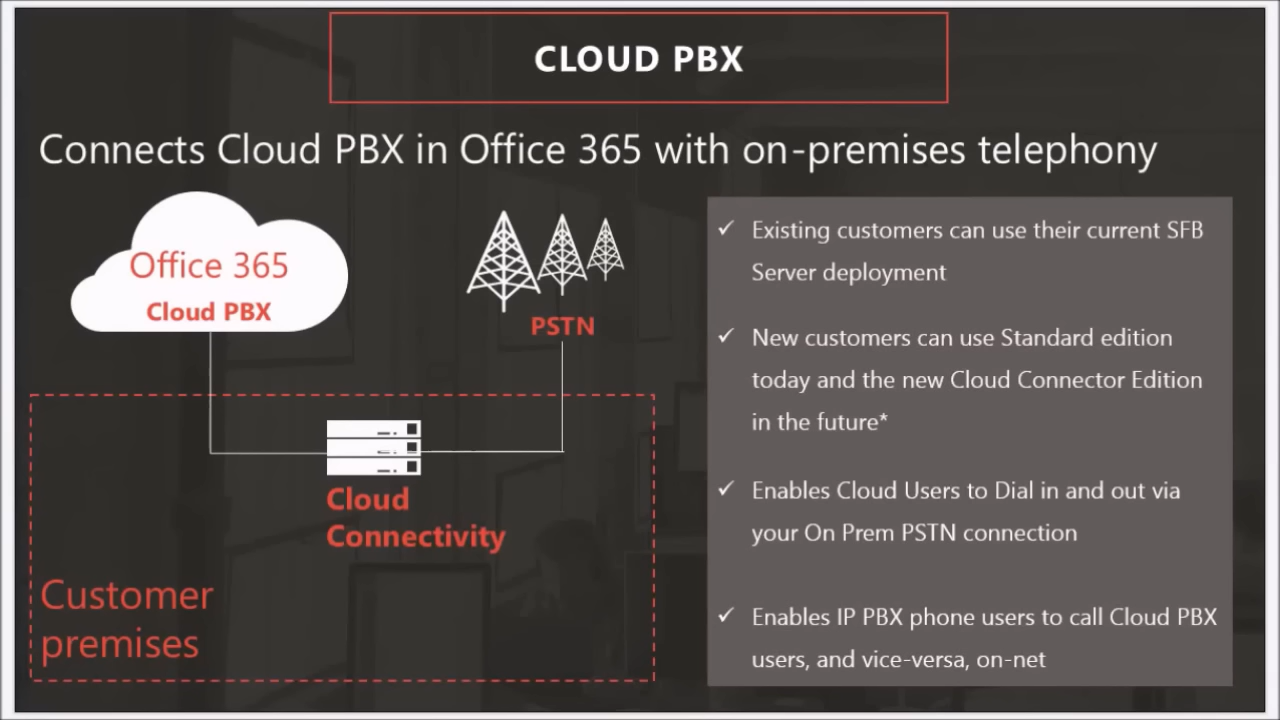 CLOUD PBX
Connects Cloud PBX in Office 365 with on-premises telephony
Office 365
Cloud PBX
PSTN
Cloud
Connectivity
Customer
premises
✓ Existing customers can use their current SFB
Server deployment
✓ New customers can use Standard edition
today and the new Cloud Connector Edition
in the future*
✓ Enables Cloud Users to Dial in and out via
your On Prem PSTN connection
✓ Enables IP PBX phone users to call Cloud PBX
users, and vice-versa, on-net